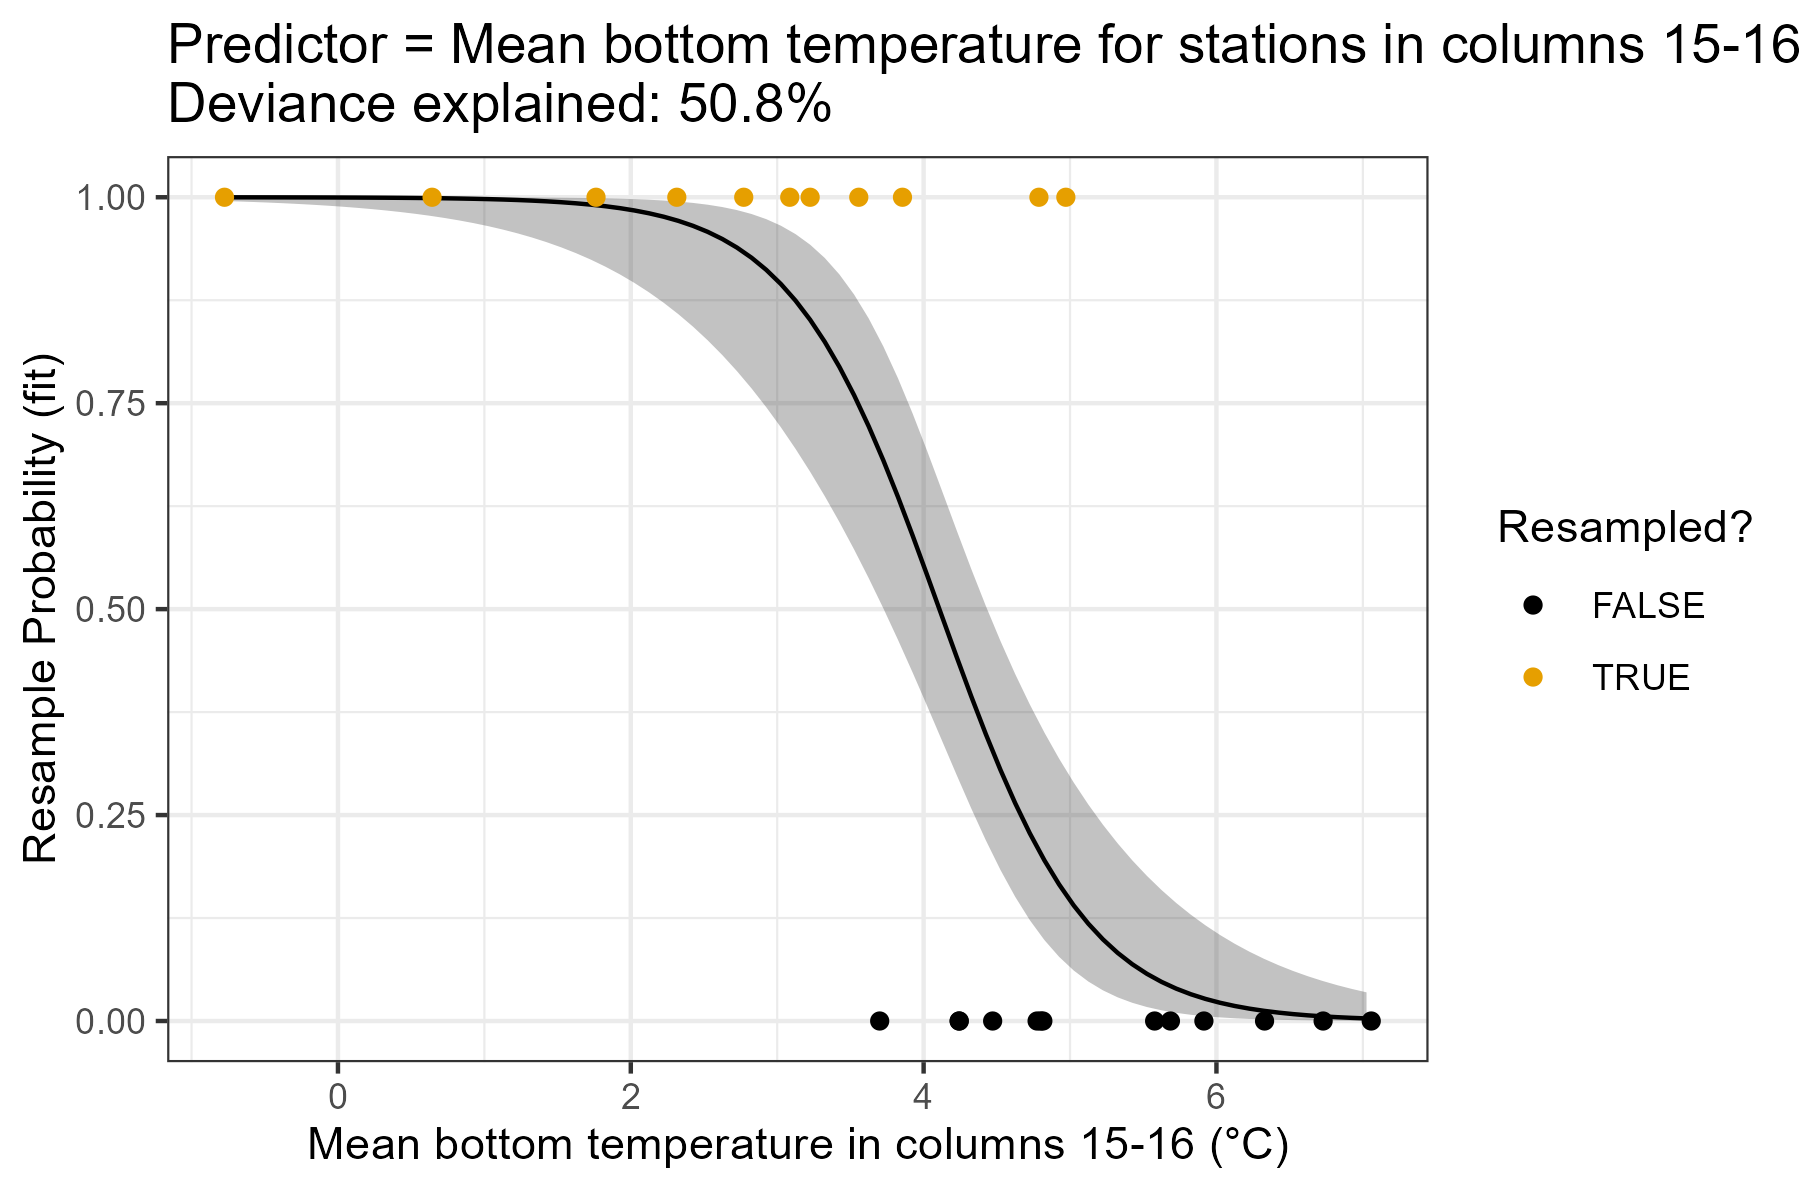 Predictor = Mean bottom temperature for stations in columns 15-16
Deviance explained: 50.8%
Resample Probability (fit)
1.00
0.75
0.50
0.25
0.00
0
2
4
6
Mean bottom temperature in columns 15-16 (°C)
Resampled?
FALSE
TRUE